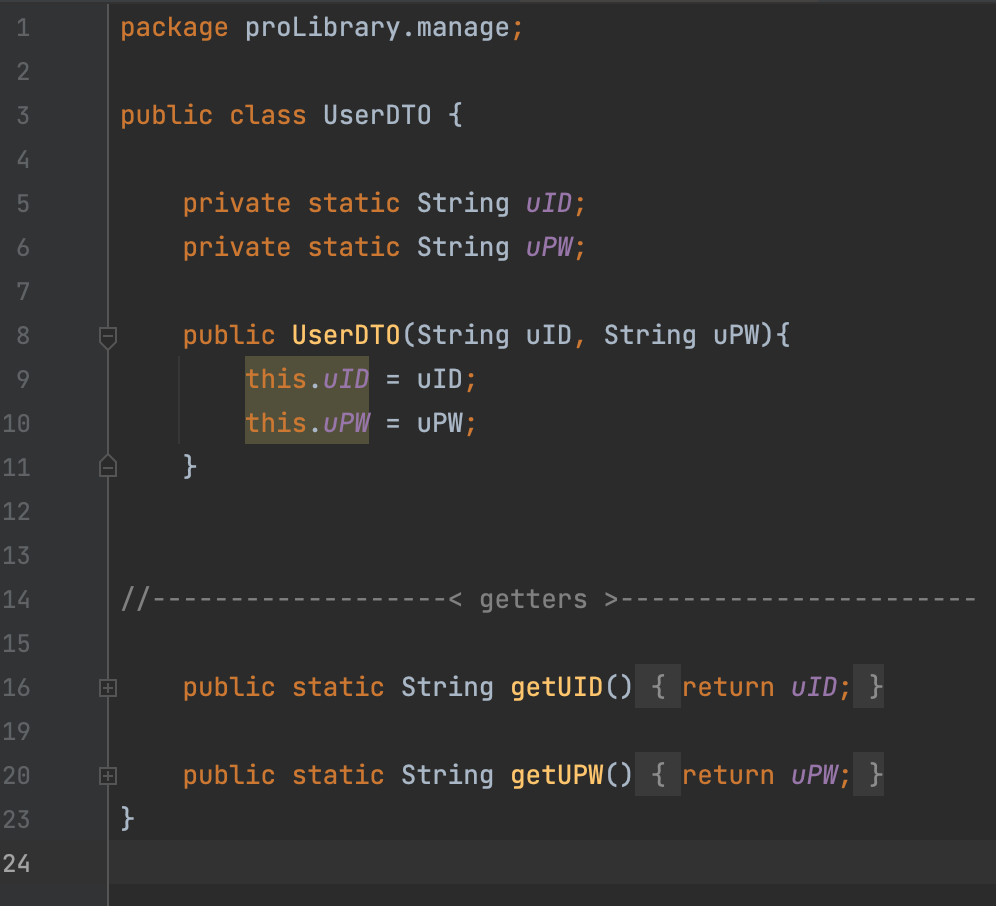 1 package proLibrary.manage;
2
3 public class UserDTO {
4
5     private static String uID;
6     private static String uPW;
7
8     public UserDTO(String uID, String uPW){
9         this.uID = uID;
10         this.uPW = uPW;
11     }
12
13
14 //-------------------< getters >-----------------------
15
16     public static String getUID() { return uID; }
19
20     public static String getUPW() { return uPW; }
23 }
24